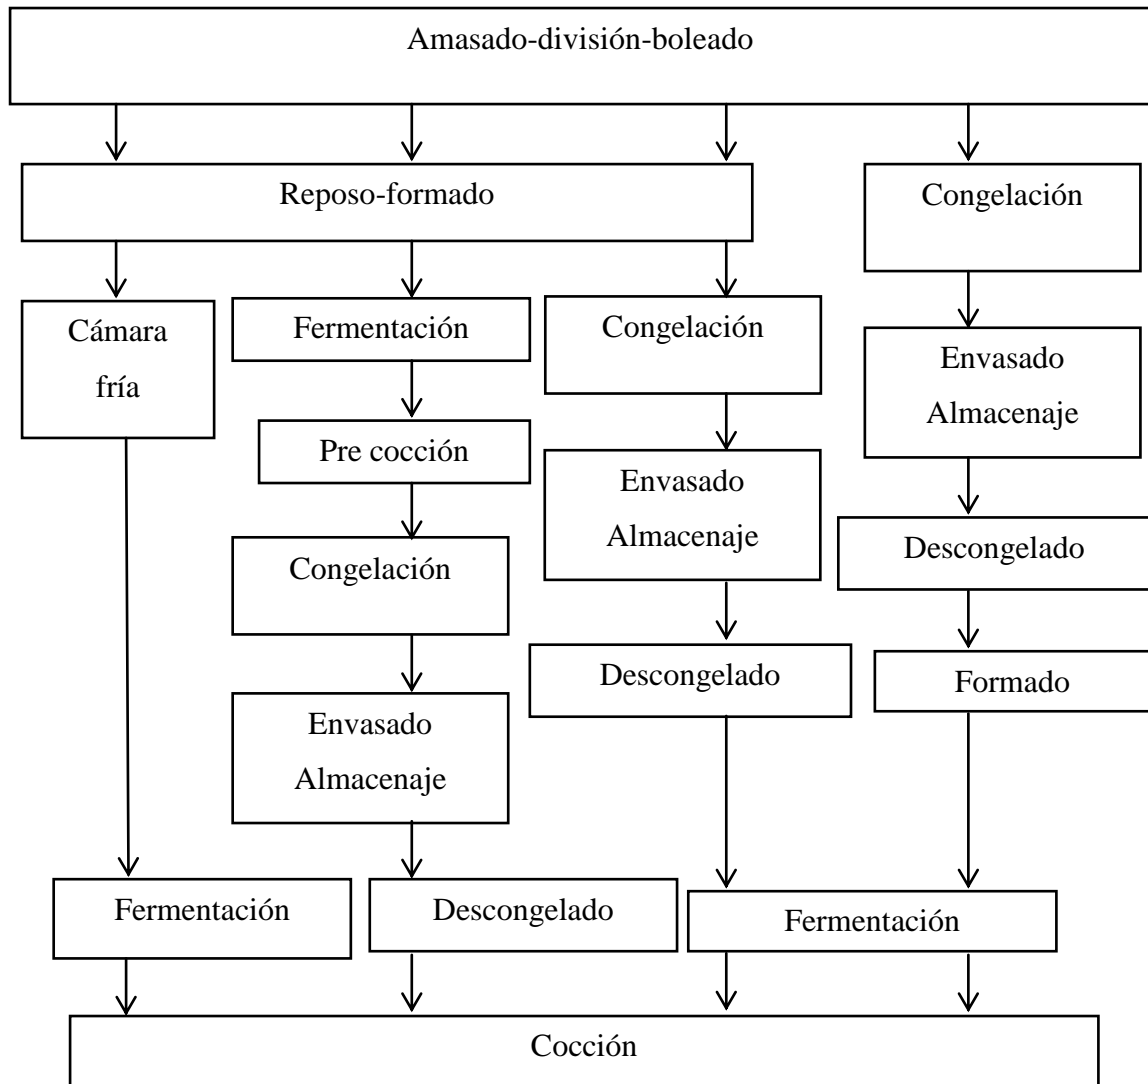 Amasado-división-boleado
Reposo-formado
Congelación
Cámara
fría
Fermentación
Congelación
Envasado
Almacenaje
Pre cocción
Envasado
Almacenaje
Descongelado
Congelación
Descongelado
Formado
Envasado
Almacenaje
Fermentación
Descongelado
Fermentación
Cocción